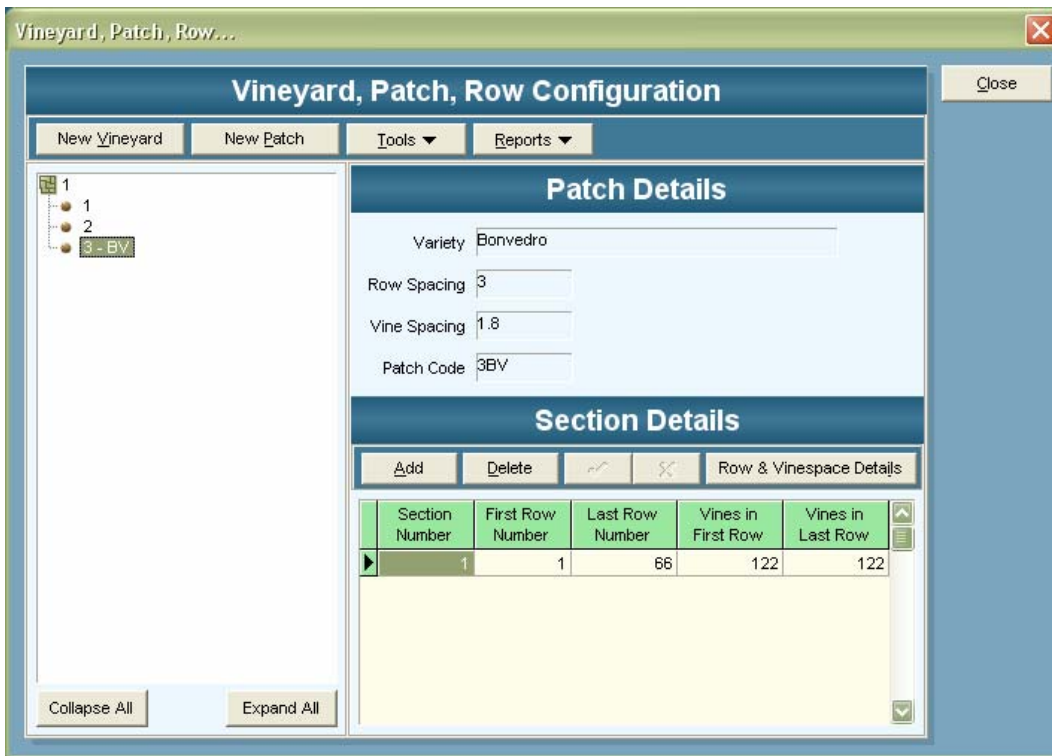 Vineyard, Patch, Row...
Vineyard, Patch, Row Configuration
Close
New Vineyard
New Patch
Tools
Reports
1
1
2
3 - BV
Patch Details
Variety Bonvedro
Row Spacing 3
Vine Spacing 1.8
Patch Code 3BV
Section Details
Add
Delete
Row & Vinespace Details
Section Number
First Row Number
Last Row Number
Vines in First Row
Vines in Last Row
1 1 66 122 122
Collapse All
Expand All